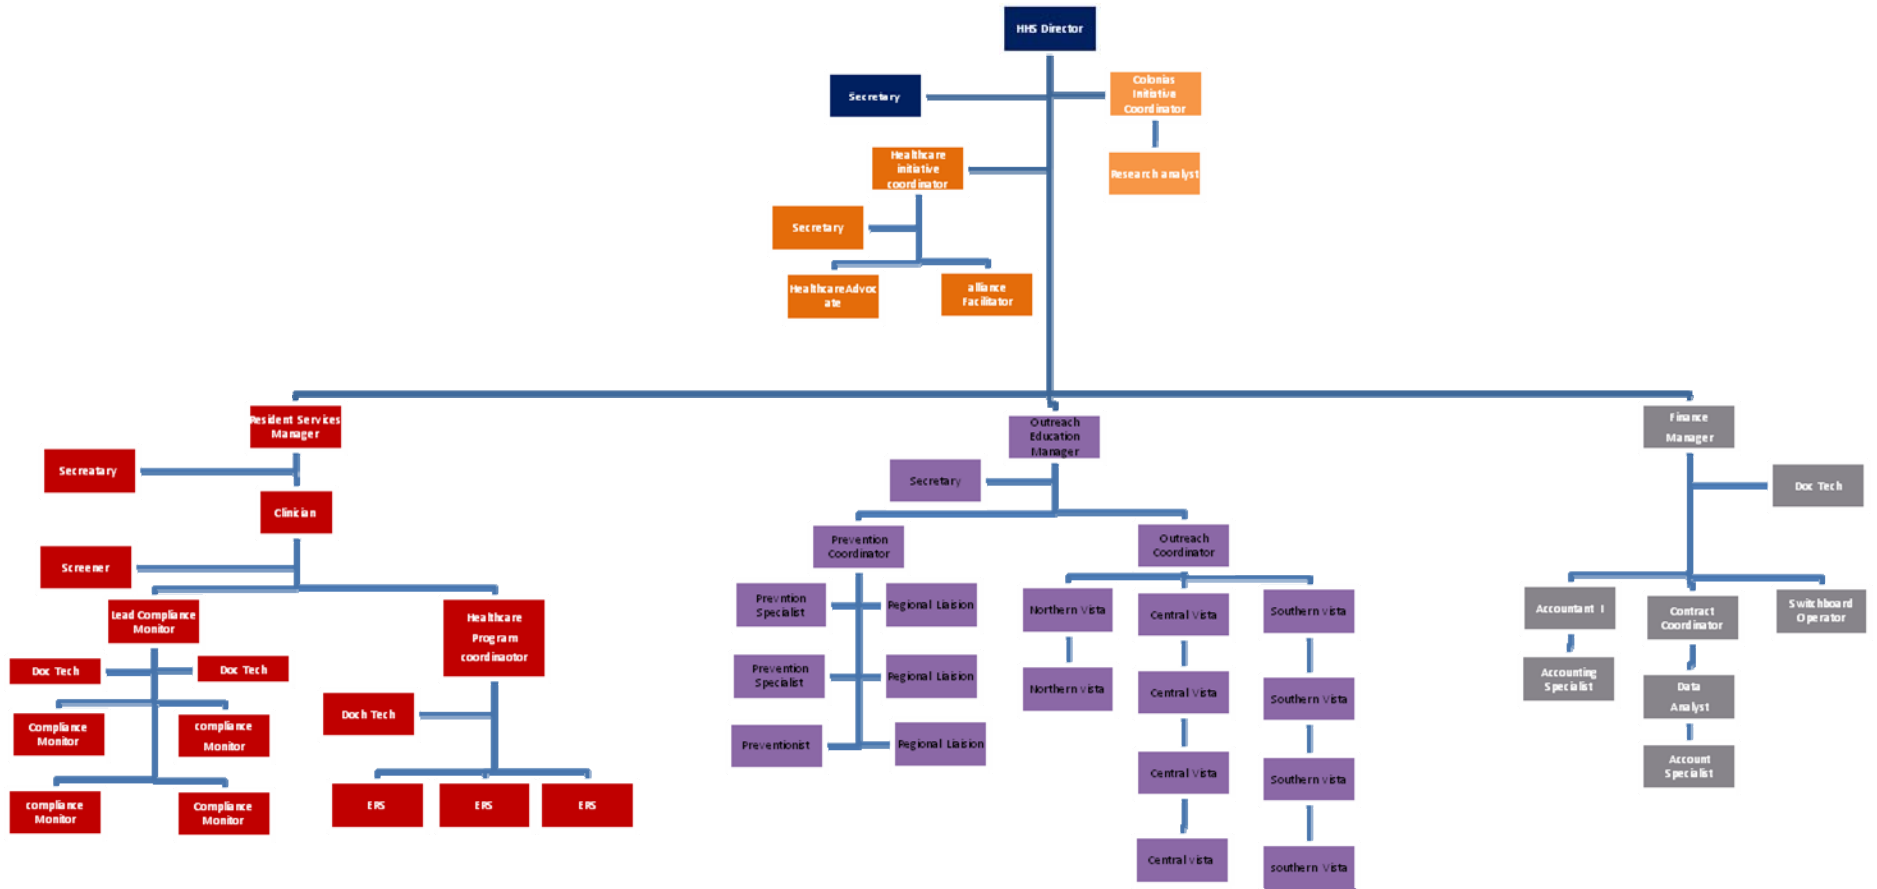 HHS Director
Secretary
Colonias
Initiative
Coordinator
Healthcare
initiative
coordinator
Research analyst
Secretary
HealthcareAdvoc
ate
alliance
Facilitator
Resident Services
Manager
Outreach
Education
Manager
Finance
Manager
Secreatary
Secretary
Doc Tech
Clinician
Prevention
Coordinator
Outreach
Coordinator
Screener
Lead Compliance
Monitor
Healthcare
Program
coordinaotor
Prevntion
Specialist
Regional Liaision
Northern Vista
Central Vista
Southern Vista
Accountant I
Contract
Coordinator
Switchboard
Operator
Doc Tech
Doc Tech
Prevention
Specialist
Regional Liaision
Northern vista
Central Vista
Southern Vista
Accounting
Specialist
Data
Analyst
Compliance
Monitor
compliance
Monitor
Doch Tech
Preventionist
Regional Liaision
Central Vista
Southern vista
Account
Specialist
compliance
Monitor
Compliance
Monitor
ERS
ERS
ERS
Central vista
southern Vista